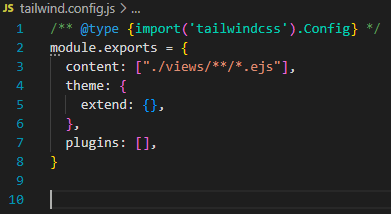 JS tailwind.config.js > ...
1 /** @type {import('tailwindcss').Config} */
2 module.exports = {
3   content: ["./views/**/*.ejs"],
4   theme: {
5     extend: {},
6   },
7   plugins: [],
8 }
9
10